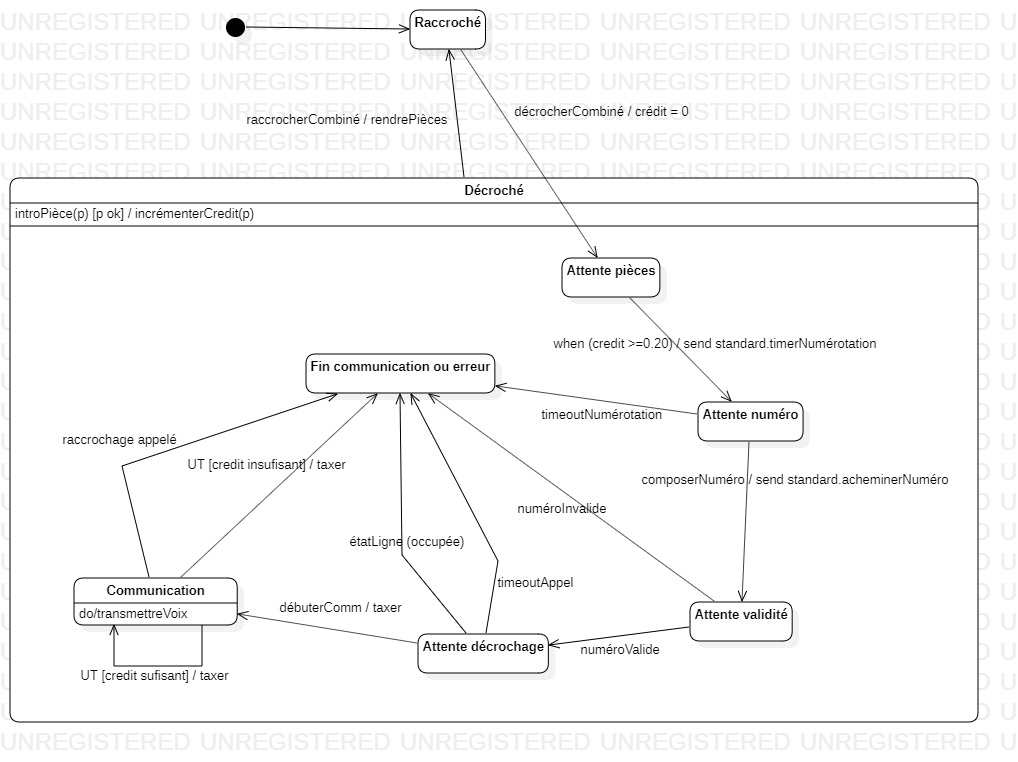 Raccroché
décrocherCombiné / crédit = 0
raccrocherCombiné / rendrePièces
Décroché
introPièce(p) [p ok] / incrémenterCredit(p)
Attente pièces
when (credit >=0.20) / send standard.timerNumérotation
Fin communication ou erreur
Attente numéro
timeoutNumérotation
raccrochage appelé
UT [credit insufisant] / taxer
composerNuméro / send standard.acheminerNuméro
numéroInvalide
étatLigne (occupée)
timeoutAppel
Communication
do/transmettreVoix
débuterComm / taxer
Attente validité
Attente décrochage
numéroValide
UT [credit sufisant] / taxer
UNREGISTERED UNREGISTERED UNREGISTERED UNREGISTERED UNREGISTERED U